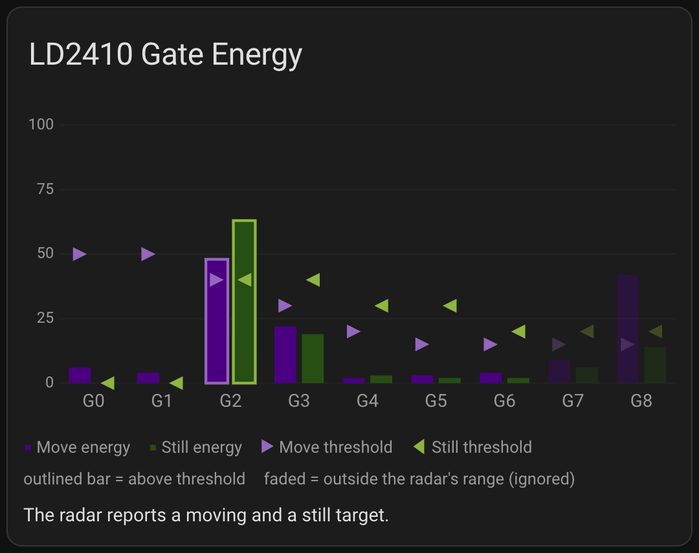 LD2410 Gate Energy
100
75
50
25
0
G0 G1 G2 G3 G4 G5 G6 G7 G8
Move energy Still energy Move threshold Still threshold
outlined bar = above threshold faded = outside the radar's range (ignored)
The radar reports a moving and a still target.